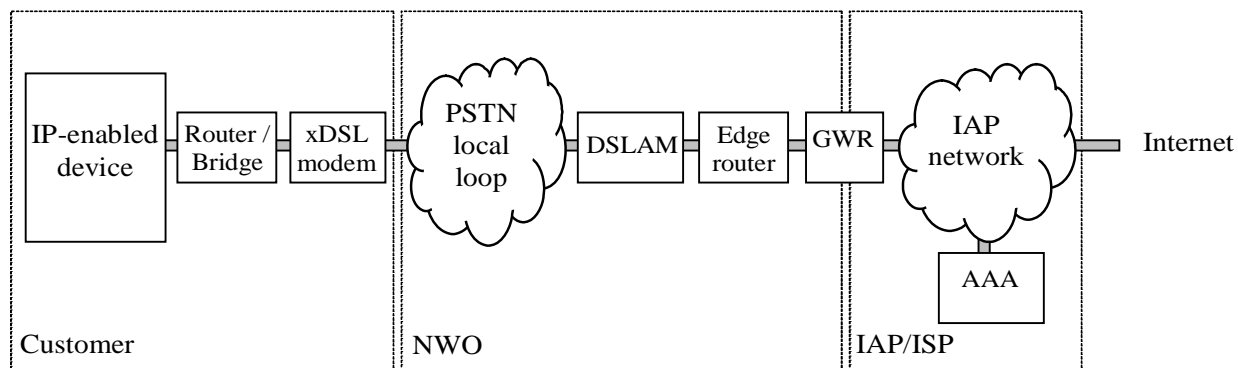 IP-enabled
device
Router /
Bridge
xDSL
modem
PSTN
local
loop
DSLAM
Edge
router
GWR
IAP
network
Internet
AAA
Customer
NWO
IAP/ISP